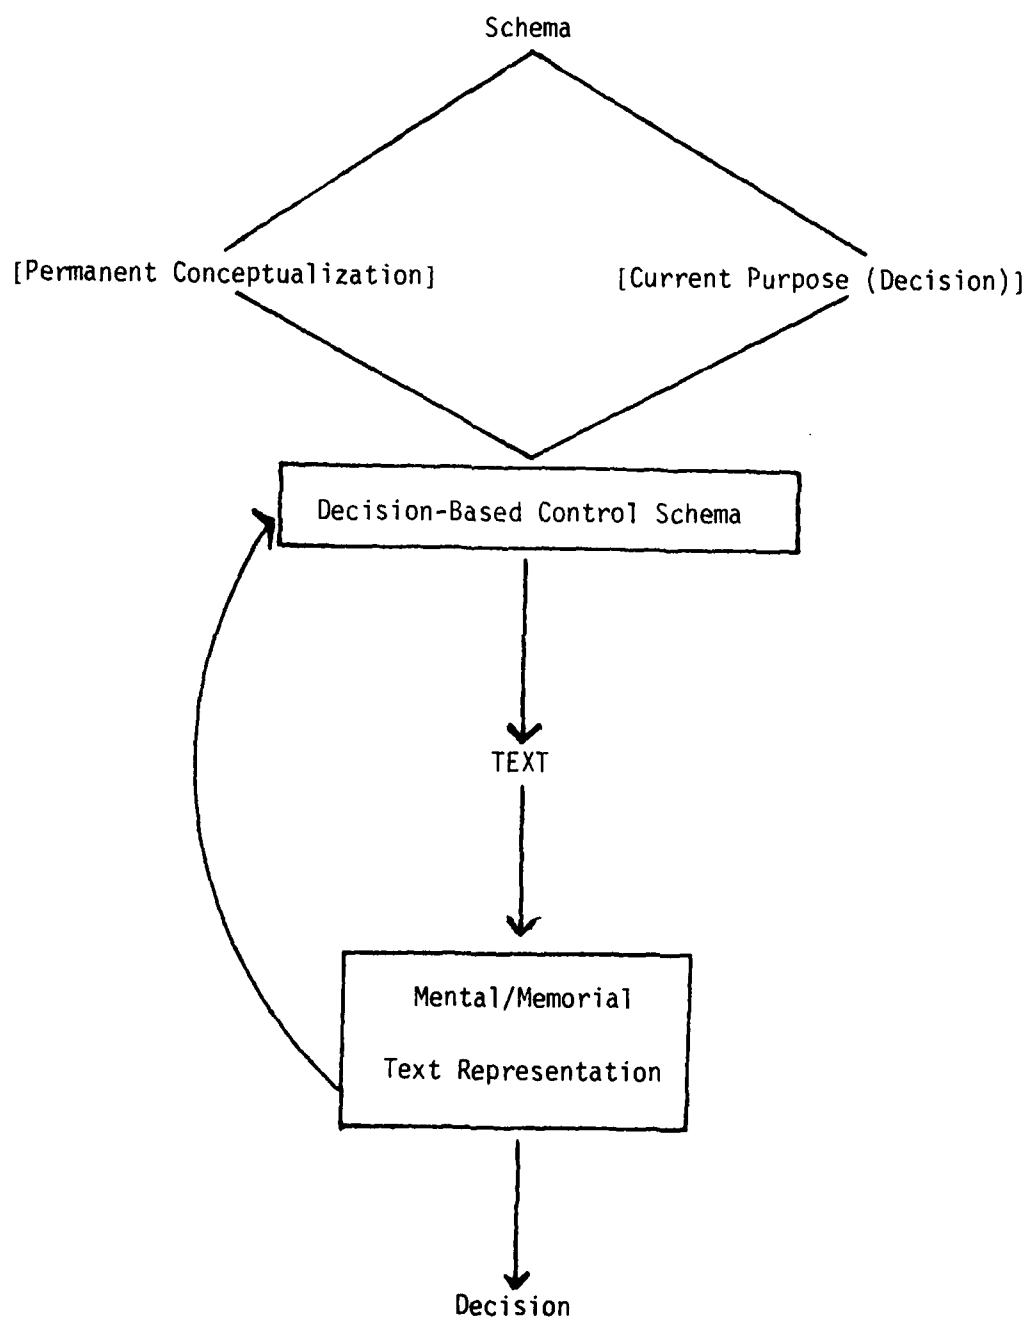 Schema
[Permanent Conceptualization]
[Current Purpose (Decision)]
Decision-Based Control Schema
TEXT
Mental/Memorial
Text Representation
Decision